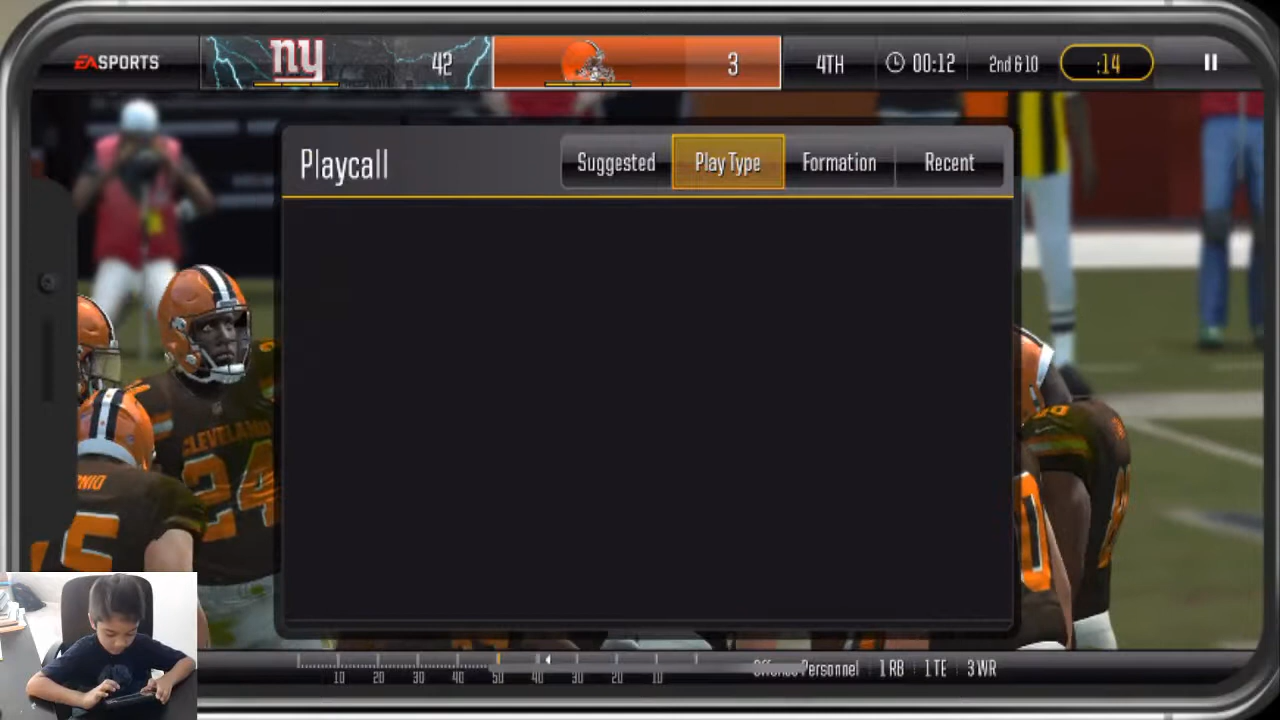 EA SPORTS
ny 42
3
4TH
00:12
2nd & 10
:14
Playcall
Suggested
Play Type
Formation
Recent
CLEVELAND
24
10 20 30 40 50 40 30 20 10
Personnel
1 RB
1 TE
3 WR